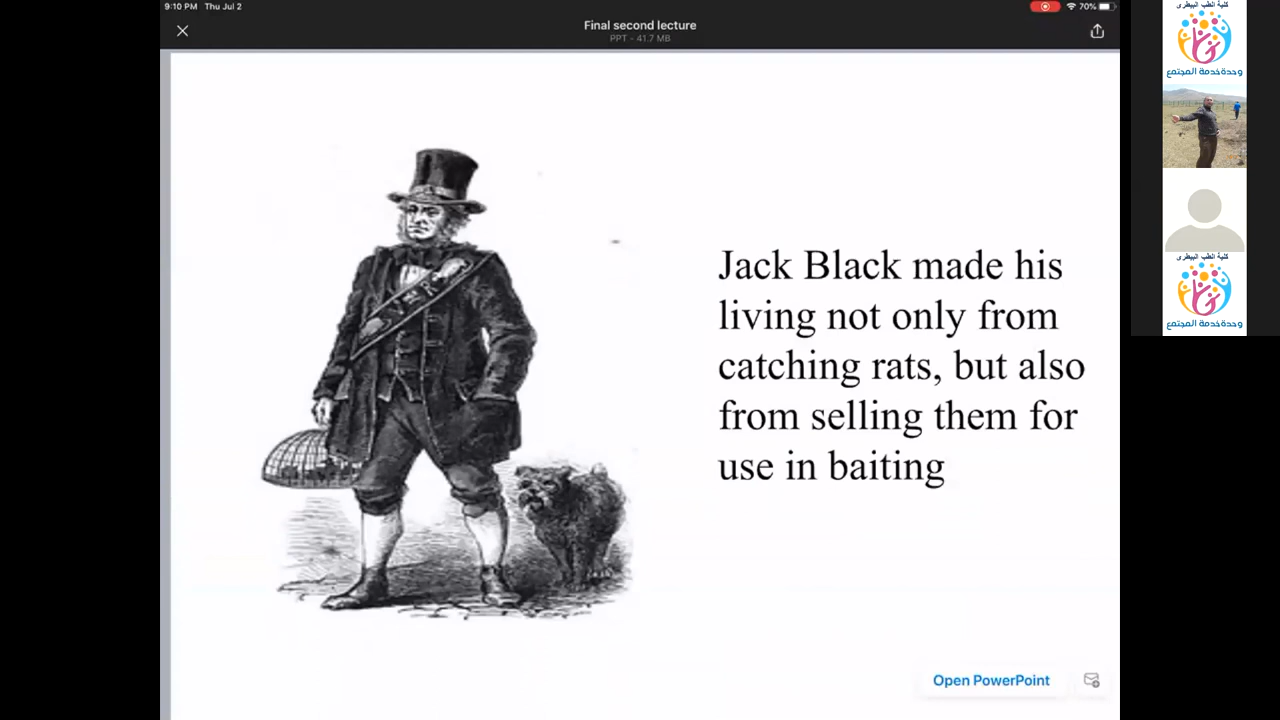 9:10 PM Thu Jul 2
70%
Final second lecture
PPT - 41.7 MB
Jack Black made his
living not only from
catching rats, but also
from selling them for
use in baiting
Open PowerPoint
كلية الطب البيطرى
وحدة خدمة المجتمع
كلية الطب البيطرى
وحدة خدمة المجتمع